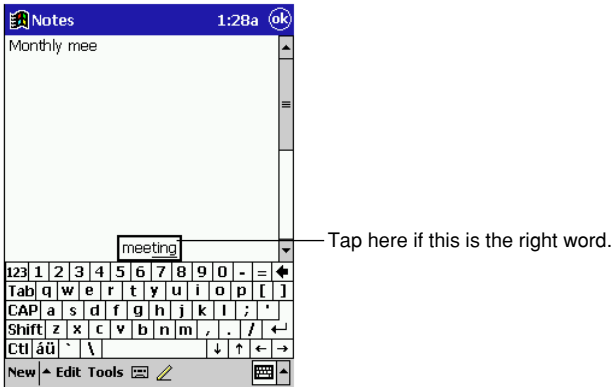 Notes 1:28a ok
Monthly mee
meeting
Tap here if this is the right word.
123 1 2 3 4 5 6 7 8 9 0 - =
Tab q w e r t y u i o p [ ]
CAP a s d f g h j k l ; '
Shift z x c v b n m , . /
Ctl áü ` \
New Edit Tools